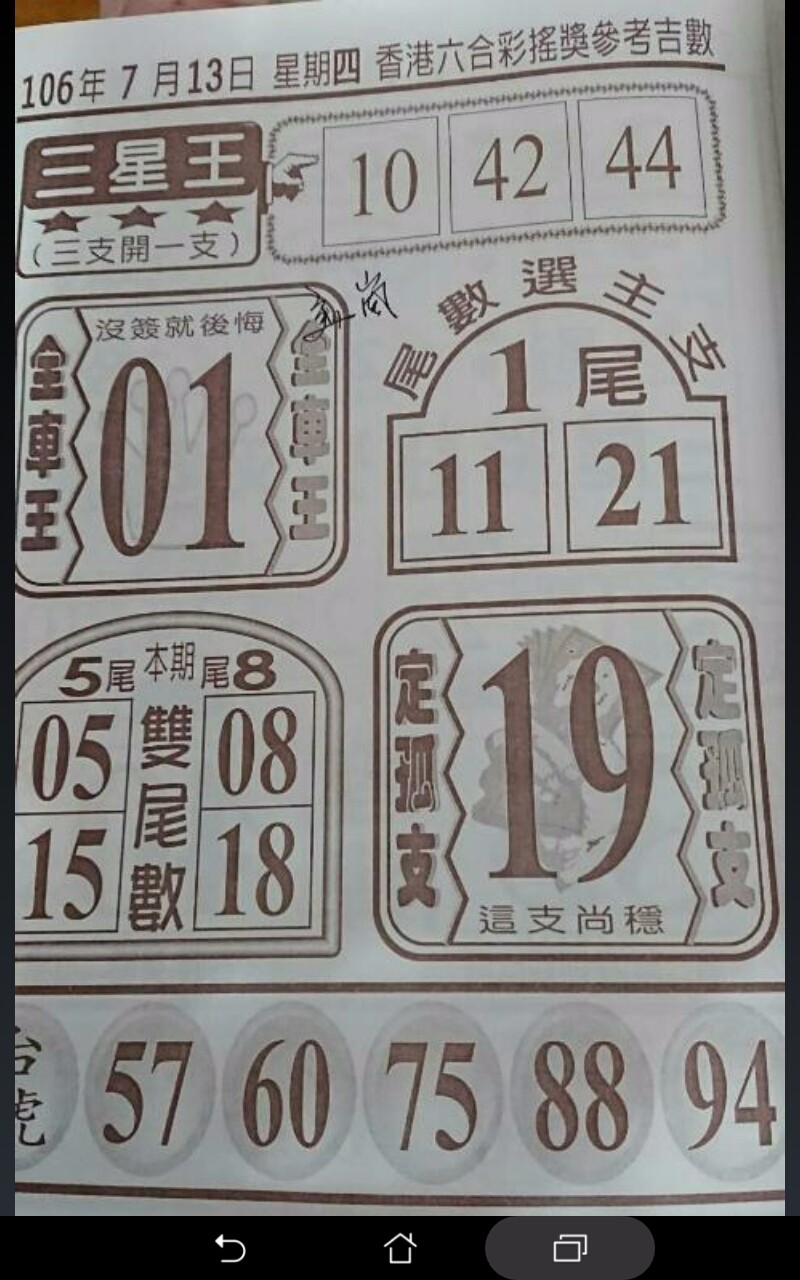 106年 7 月13日 星期四 香港六合彩搖獎參考吉數
三星王
(三支開一支)
10 42 44
沒簽就後悔
全車王
01
全車王
尾數選主支
1 尾
11 21
5尾 本期 尾8
雙尾數
05 08
15 18
定孤支
19
定孤支
這支尚穩
號 57 60 75 88 94